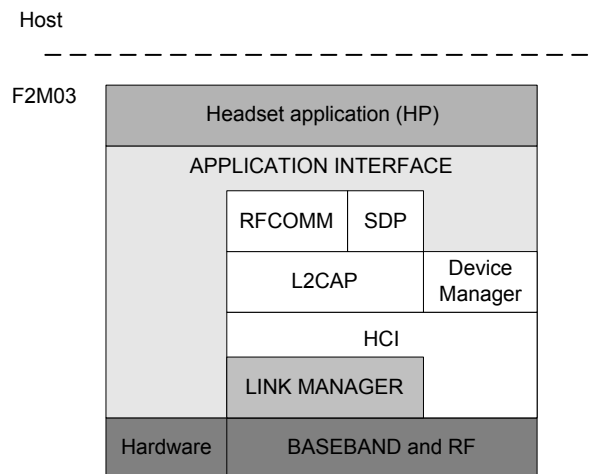 Host
F2M03
Headset application (HP)
APPLICATION INTERFACE
RFCOMM
SDP
L2CAP
Device
Manager
HCI
LINK MANAGER
Hardware
BASEBAND and RF